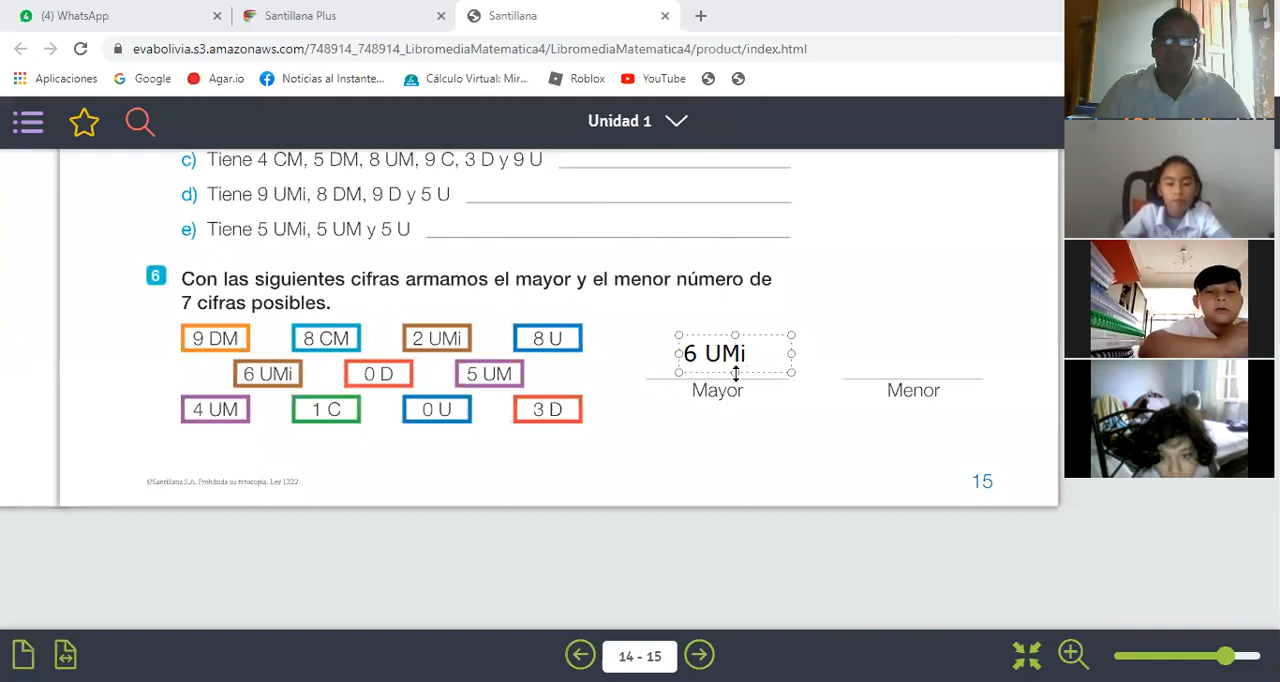 (4) WhatsApp
Santillana Plus
Santillana
evabolivia.s3.amazonaws.com/748914_748914_LibromediaMatematica4/LibromediaMatematica4/product/index.html
Aplicaciones Google Agar.io Noticias al Instante... Cálculo Virtual: Mir... Roblox YouTube
Unidad 1
c) Tiene 4 CM, 5 DM, 8 UM, 9 C, 3 D y 9 U
d) Tiene 9 UMi, 8 DM, 9 D y 5 U
e) Tiene 5 UMi, 5 UM y 5 U
6 Con las siguientes cifras armamos el mayor y el menor número de
7 cifras posibles.
9 DM 8 CM 2 UMi 8 U
6 UMi 0 D 5 UM
4 UM 1 C 0 U 3 D
6 UMi
Mayor
Menor
©Santillana S.A. Prohibida su fotocopia. Ley 1322.
15
14 - 15